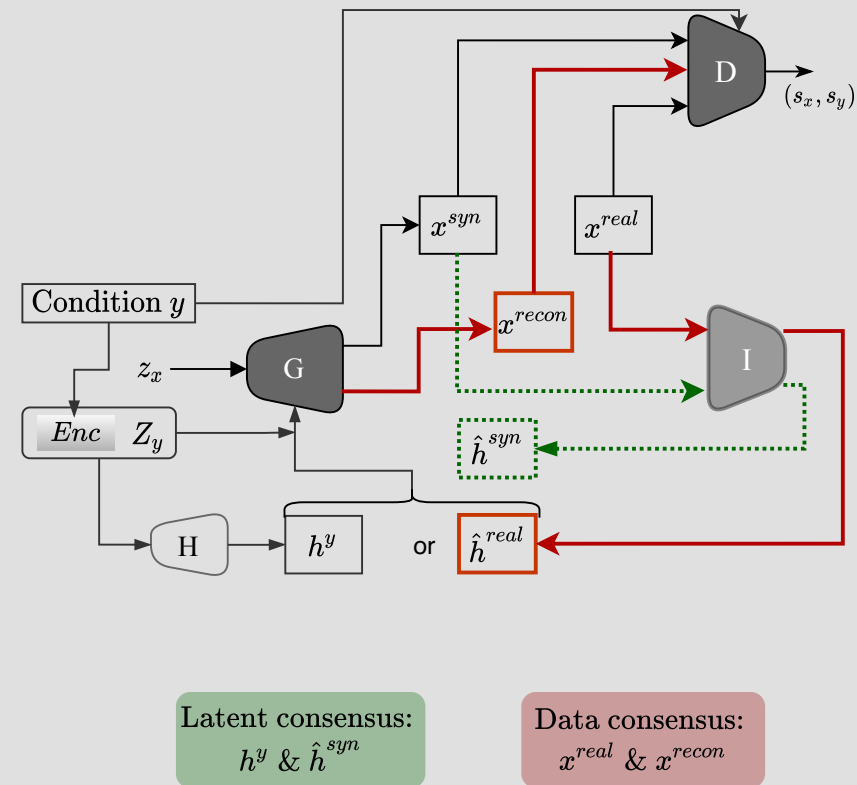 D
(s_x, s_y)
x^{syn}
x^{real}
Condition y
x^{recon}
z_x
G
I
Enc Z_y
ĥ^{syn}
H
h^y
or
ĥ^{real}
Latent consensus:
h^y & ĥ^{syn}
Data consensus:
x^{real} & x^{recon}